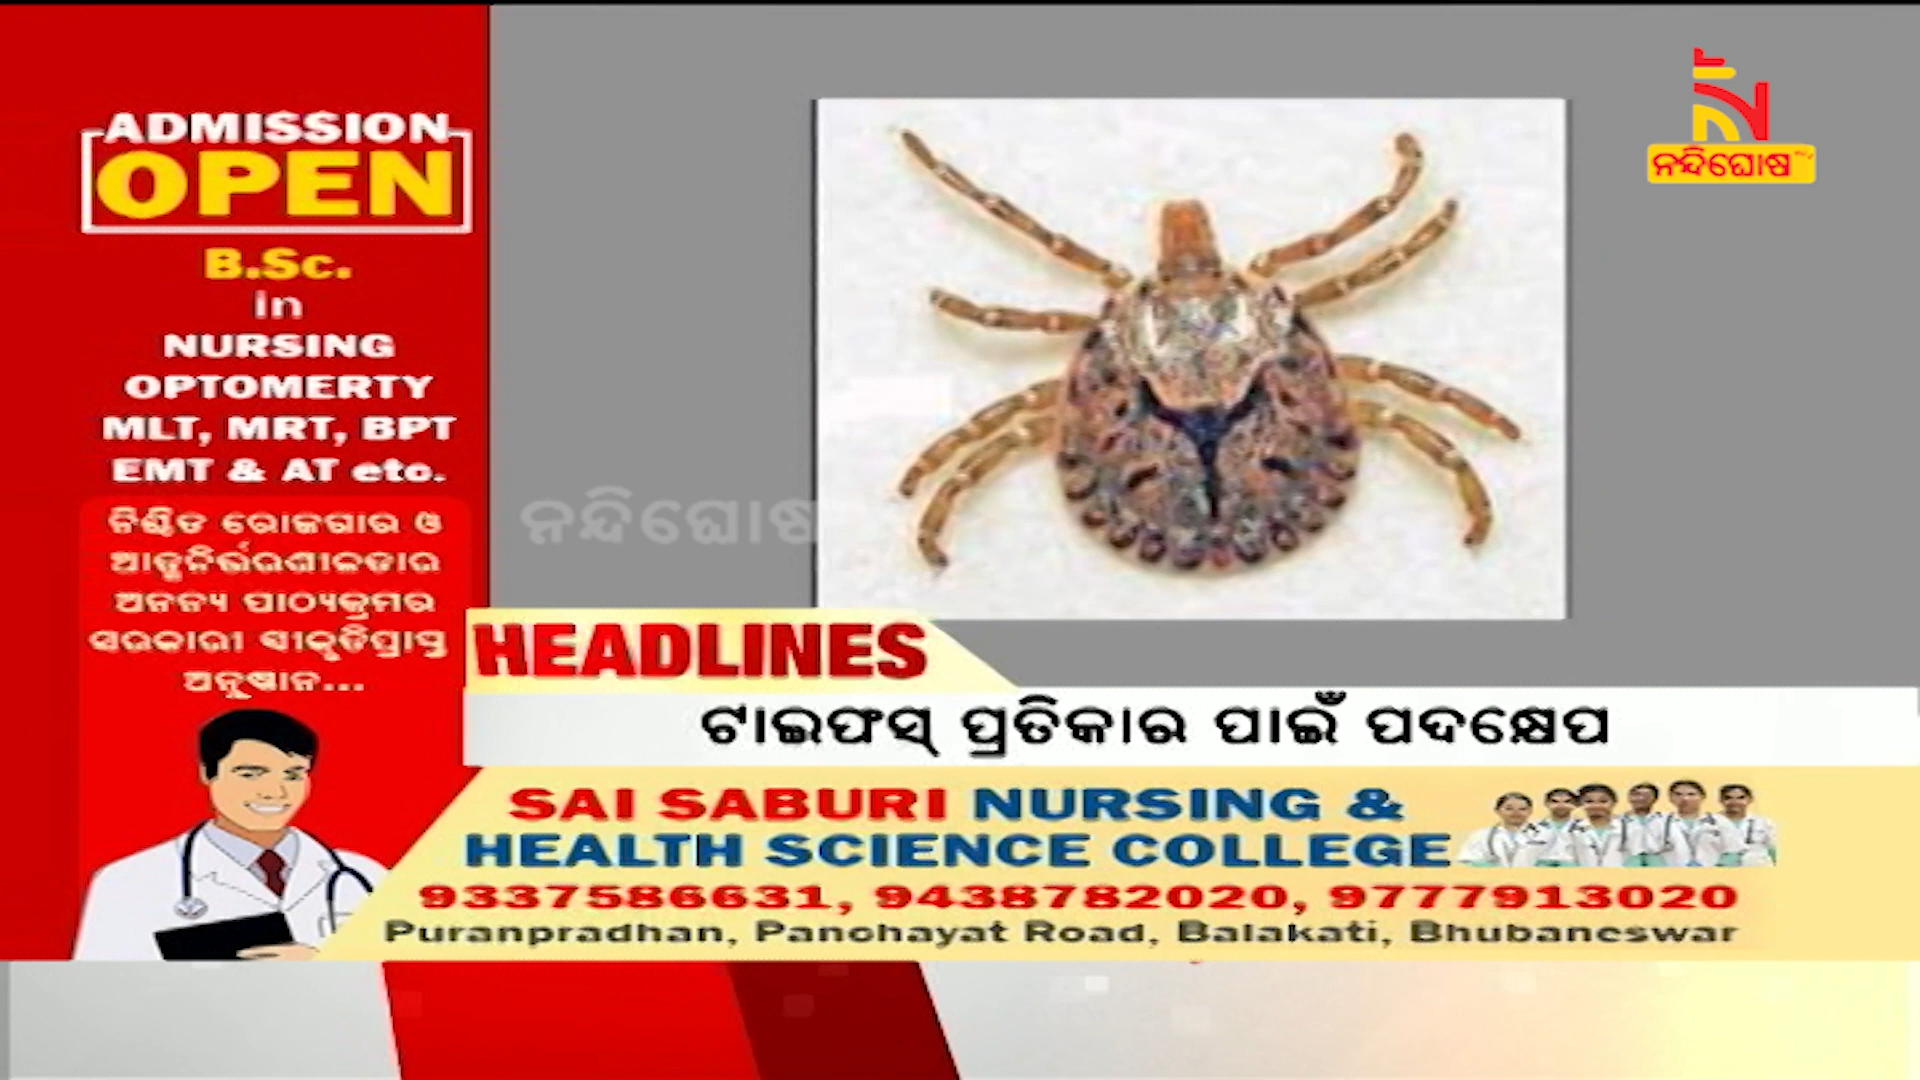 ADMISSION
OPEN
B.Sc.
in
NURSING
OPTOMERTY
MLT, MRT, BPT
EMT & AT etc.
ନିଶ୍ଚିତ ରୋଜଗାର ଓ
ଆତ୍ମନିର୍ଭରଶୀଳତାର
ଅନନ୍ୟ ପାଠ୍ୟକ୍ରମର
ସରକାରୀ ସ୍ୱୀକୃତିପ୍ରାପ୍ତ
ଅନୁଷ୍ଠାନ...
ନନ୍ଦିଘୋଷ
ନନ୍ଦିଘୋଷ
HEADLINES
ଟାଇଫସ୍ ପ୍ରତିକାର ପାଇଁ ପଦକ୍ଷେପ
SAI SABURI NURSING &
HEALTH SCIENCE COLLEGE
9337586631, 9438782020, 9777913020
Puranpradhan, Panchayat Road, Balakati, Bhubaneswar